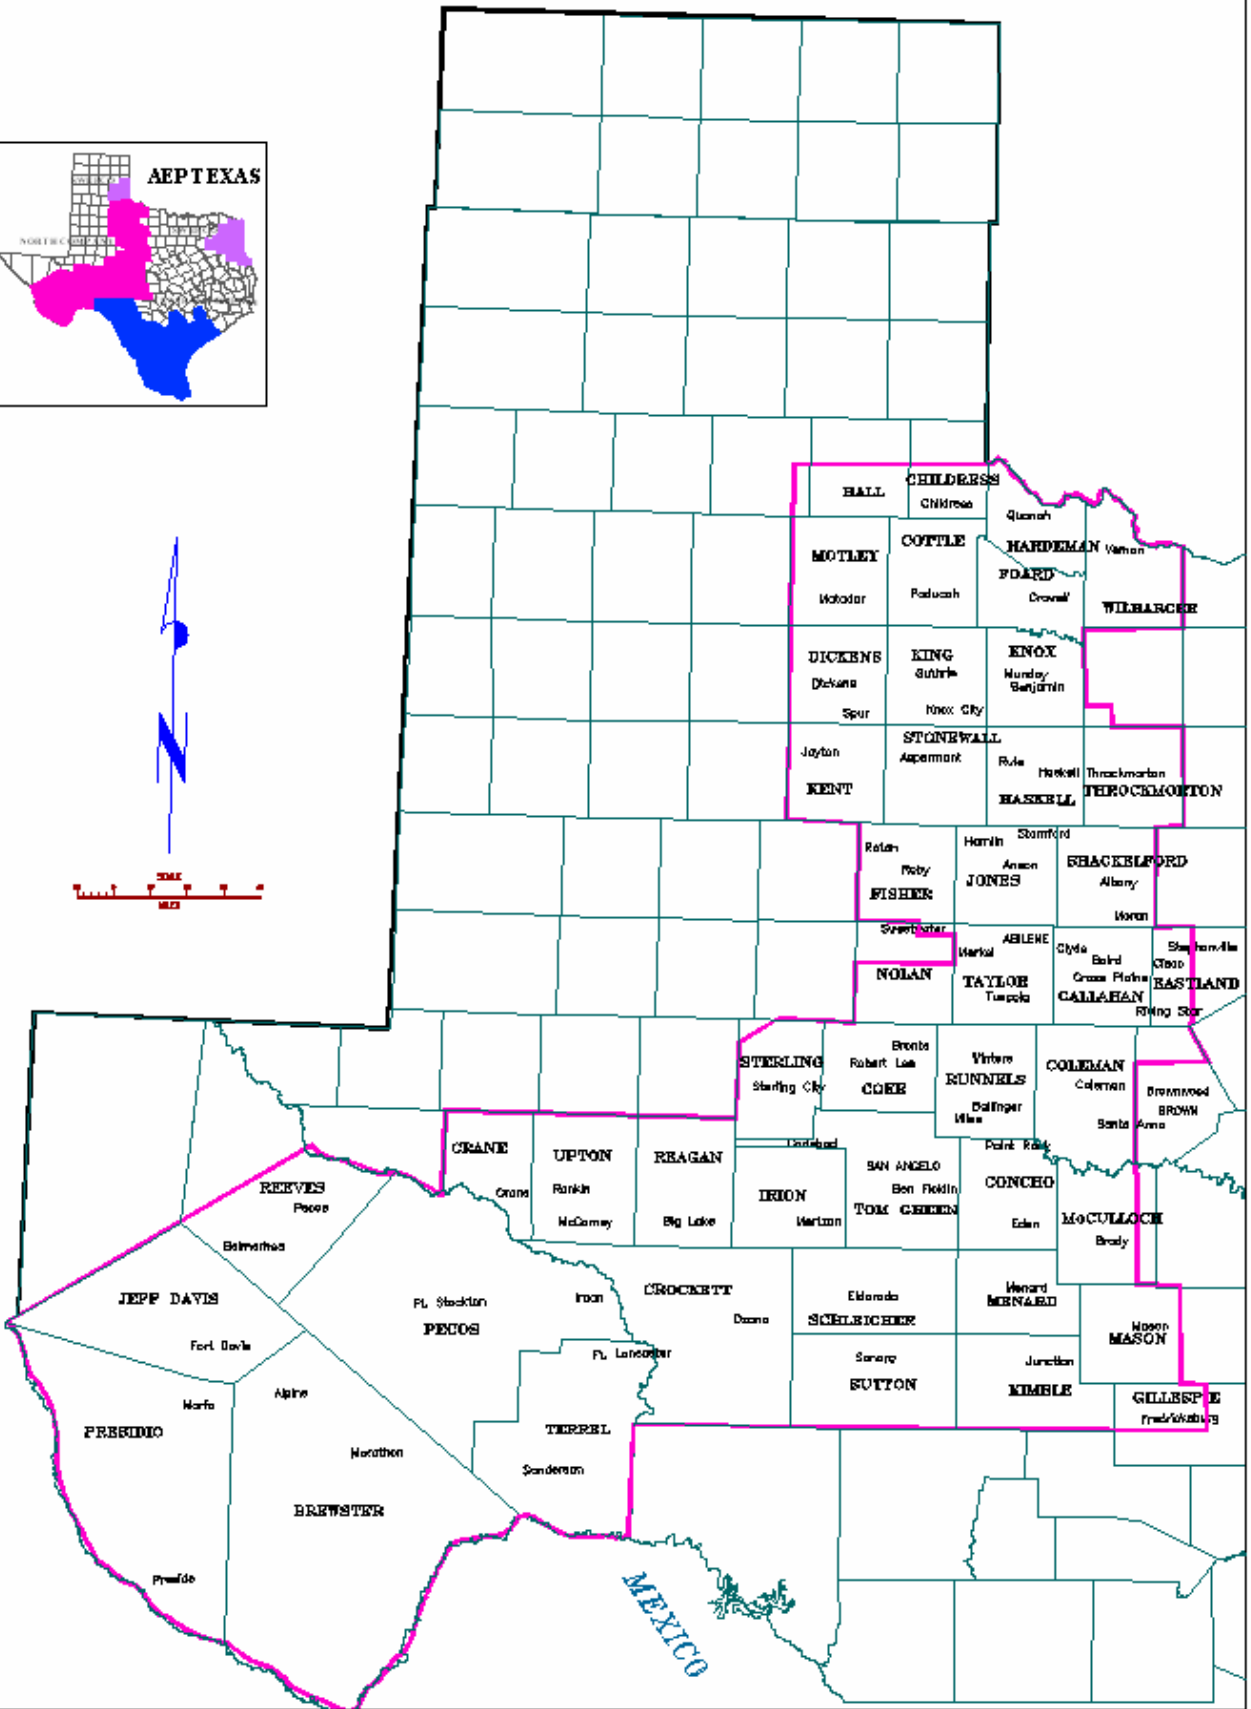 AEP TEXAS
HALL
CHILDRESS
Childress
Quanah
MOTLEY
COTTLE
HARDEMAN
Vernon
FOARD
Matador
Paducah
Crowell
WILBARGER
DICKENS
KING
KNOX
Dickens
Guthrie
Munday
Benjamin
Spur
Knox City
STONEWALL
Jayton
Aspermont
Rule
Haskell
Throckmorton
KENT
HASKELL
THROCKMORTON
Rotan
Hamlin
Stamford
Roby
Anson
SHACKELFORD
FISHER
JONES
Albany
Moran
Sweetwater
ABILENE
Clyde
Stephenville
Merkel
Baird
Cisco
NOLAN
TAYLOR
Cross Plains
EASTLAND
Tuscola
CALLAHAN
Rising Star
SCALE
MILES
STERLING
Bronte
Winters
COLEMAN
Sterling City
Robert Lee
RUNNELS
Coleman
Brownwood
COKE
Ballinger
BROWN
Miles
Santa Anna
CRANE
UPTON
REAGAN
Carlsbad
Paint Rock
SAN ANGELO
CONCHO
REEVES
Crane
Rankin
IRION
Ben Ficklin
Pecos
McCamey
Big Lake
Mertzon
TOM GREEN
Eden
McCULLOCH
Balmorhea
Brady
JEFF DAVIS
Ft. Stockton
Iraan
CROCKETT
Eldorado
Menard
MENARD
PECOS
Ozona
SCHLEICHER
Mason
MASON
Fort Davis
Ft. Lancaster
Sonora
Junction
Marfa
Alpine
SUTTON
KIMBLE
GILLESPIE
PRESIDIO
TERREL
Fredricksburg
Marathon
Sanderson
BREWSTER
Presidio
MEXICO